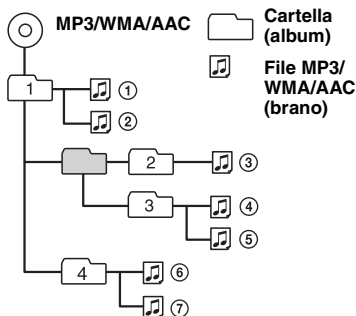 MP3/WMA/AAC
Cartella
(album)
File MP3/
WMA/AAC
(brano)
1
①
②
2
③
3
④
⑤
4
⑥
⑦